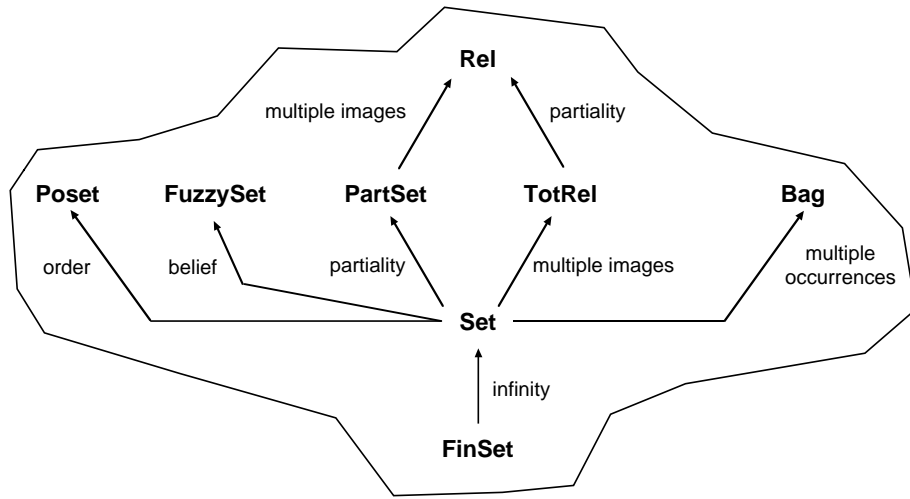 Rel
multiple images
partiality
Poset
FuzzySet
PartSet
TotRel
Bag
order
belief
partiality
multiple images
multiple
occurrences
Set
infinity
FinSet